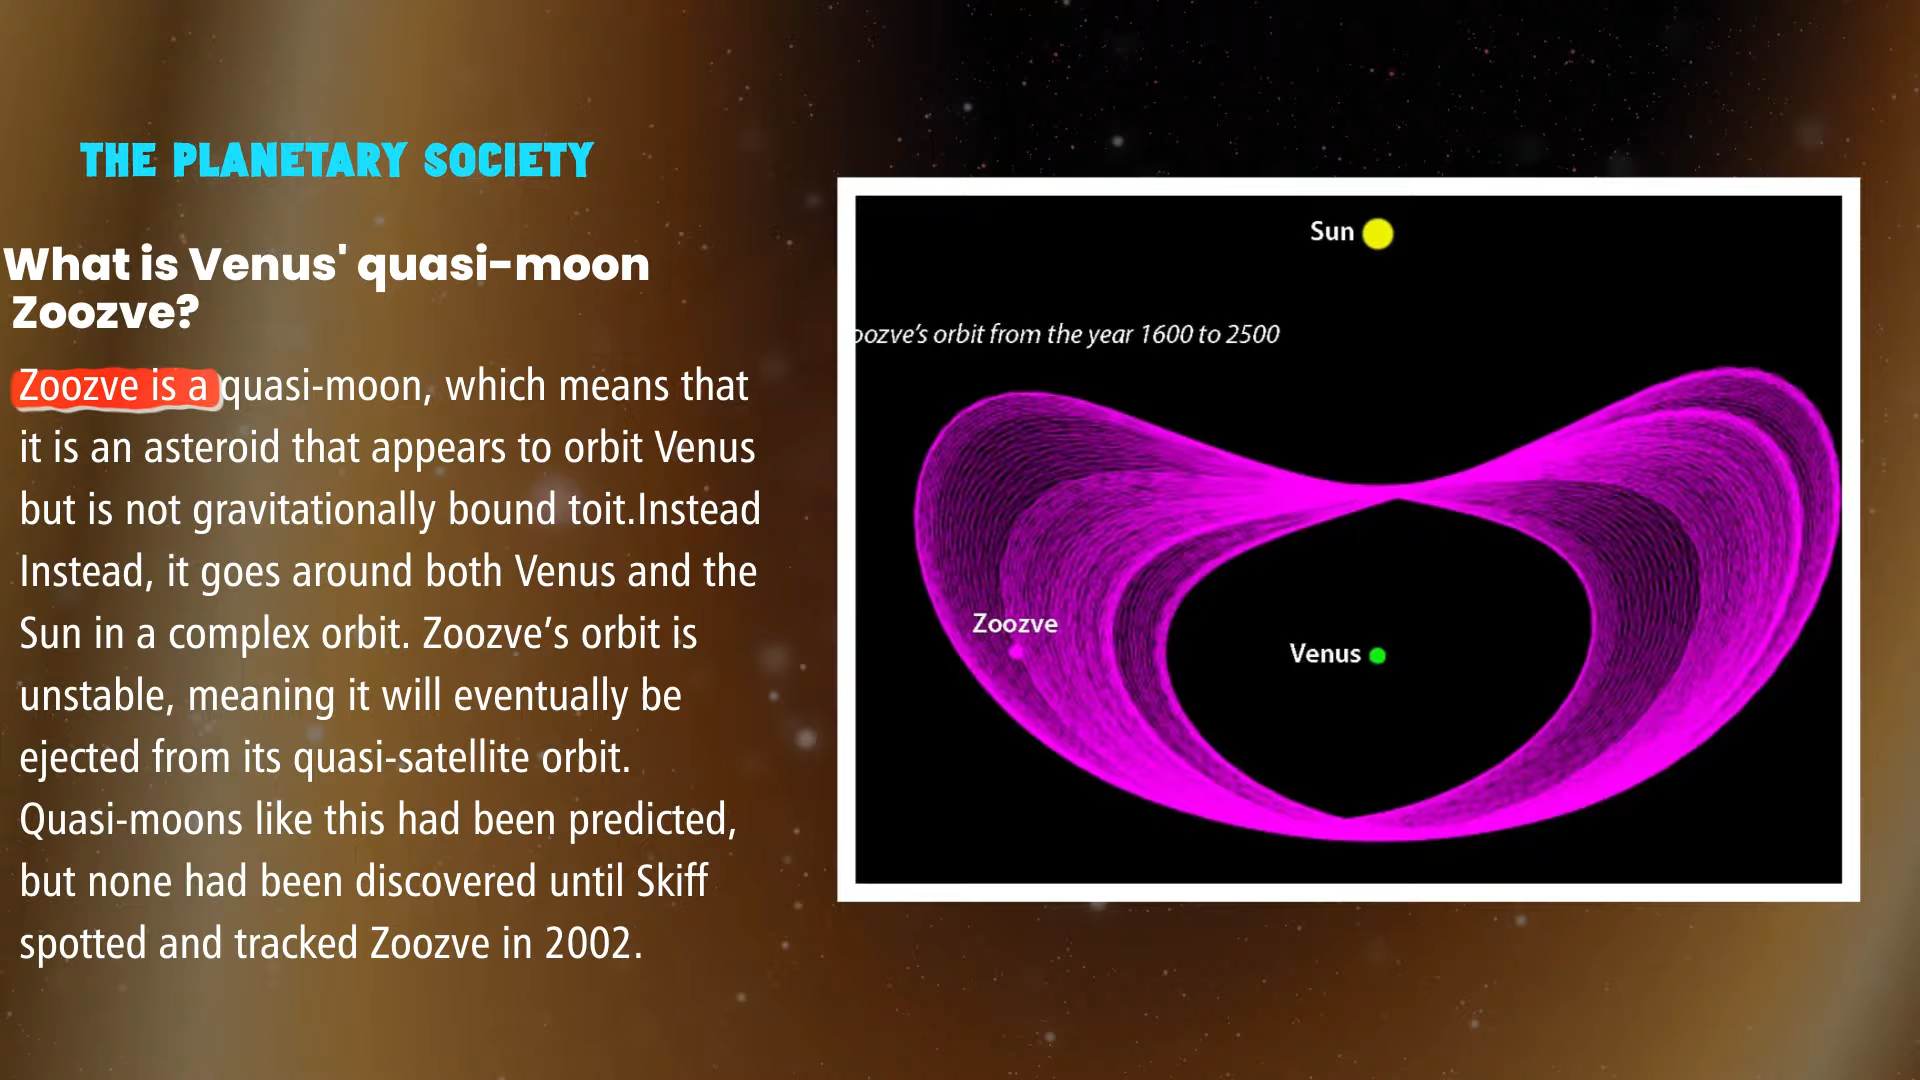 THE PLANETARY SOCIETY
What is Venus' quasi-moon
Zoozve?
Zoozve is a quasi-moon, which means that
it is an asteroid that appears to orbit Venus
but is not gravitationally bound toit.Instead
Instead, it goes around both Venus and the
Sun in a complex orbit. Zoozve’s orbit is
unstable, meaning it will eventually be
ejected from its quasi-satellite orbit.
Quasi-moons like this had been predicted,
but none had been discovered until Skiff
spotted and tracked Zoozve in 2002.
Sun
oozve’s orbit from the year 1600 to 2500
Zoozve
Venus